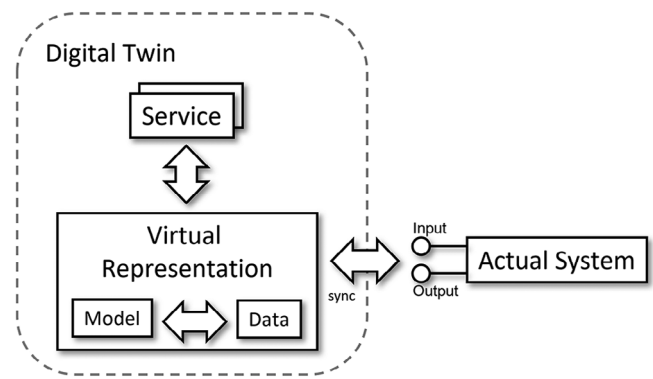 Digital Twin
Service
Virtual
Representation
Model
Data
sync
Input
Output
Actual System